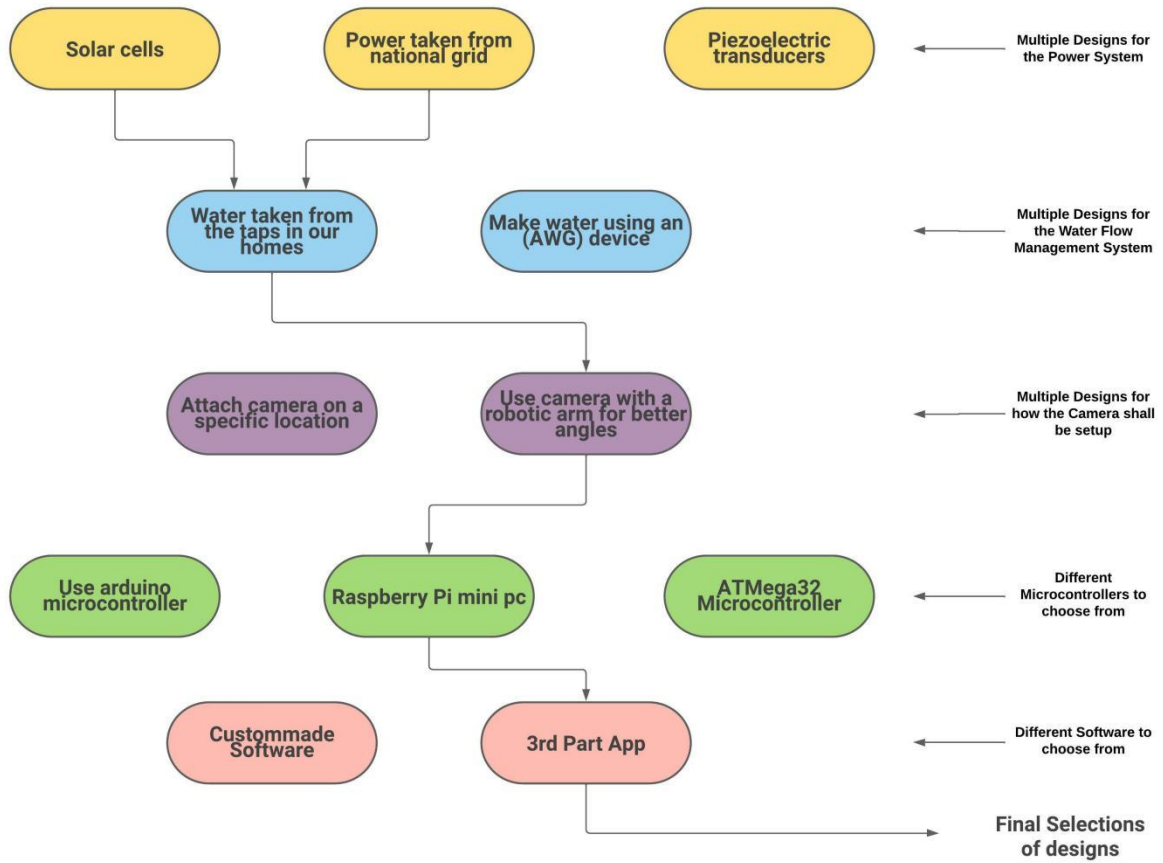 Solar cells
Power taken from
national grid
Piezoelectric
transducers
Multiple Designs for
the Power System
Water taken from
the taps in our
homes
Make water using an
(AWG) device
Multiple Designs for
the Water Flow
Management System
Attach camera on a
specific location
Use camera with a
robotic arm for better
angles
Multiple Designs for
how the Camera shall
be setup
Use arduino
microcontroller
Raspberry Pi mini pc
ATMega32
Microcontroller
Different
Microcontrollers to
choose from
Custommade
Software
3rd Part App
Different Software to
choose from
Final Selections
of designs